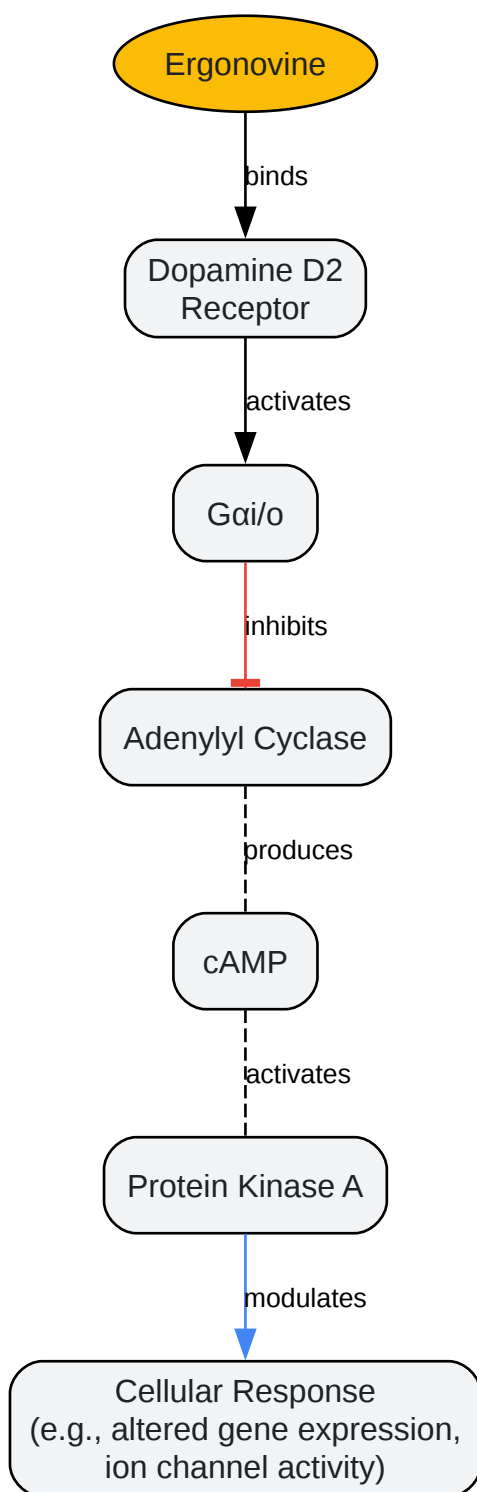 Ergonovine
binds
Dopamine D2
Receptor
activates
Gαi/o
inhibits
Adenylyl Cyclase
produces
cAMP
activates
Protein Kinase A
modulates
Cellular Response
(e.g., altered gene expression,
ion channel activity)